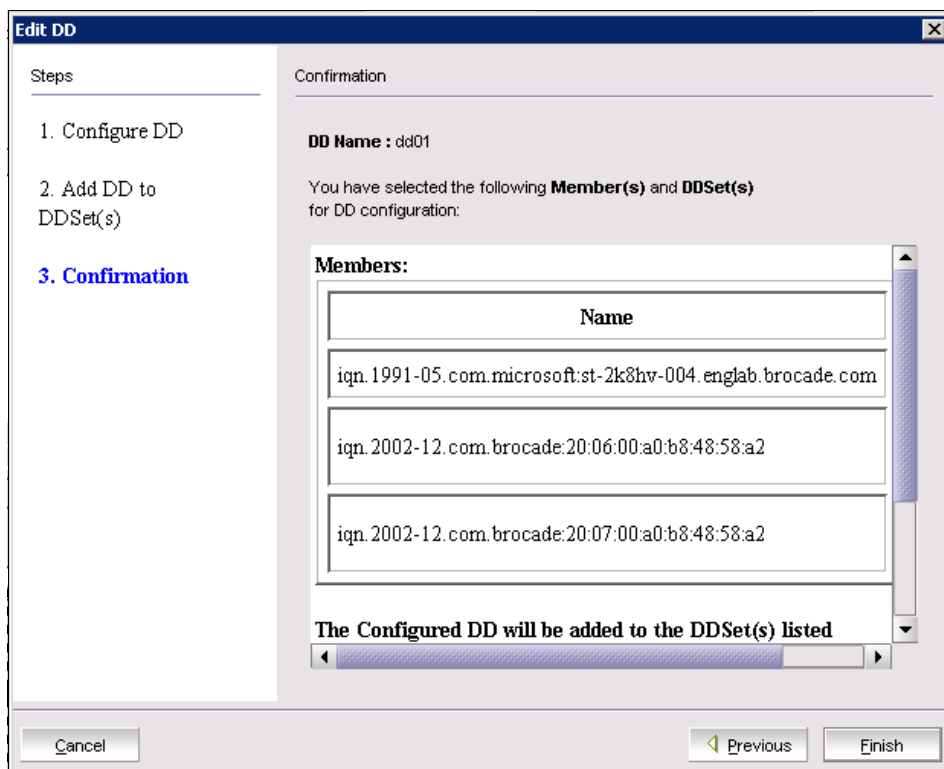 Edit DD
Steps
1. Configure DD
2. Add DD to
DDSet(s)
3. Confirmation
Confirmation
DD Name : dd01
You have selected the following Member(s) and DDSet(s)
for DD configuration:
Members:
Name
iqn.1991-05.com.microsoft:st-2k8hv-004.englab.brocade.com
iqn.2002-12.com.brocade:20:06:00:a0:b8:48:58:a2
iqn.2002-12.com.brocade:20:07:00:a0:b8:48:58:a2
The Configured DD will be added to the DDSet(s) listed
Cancel
Previous
Finish